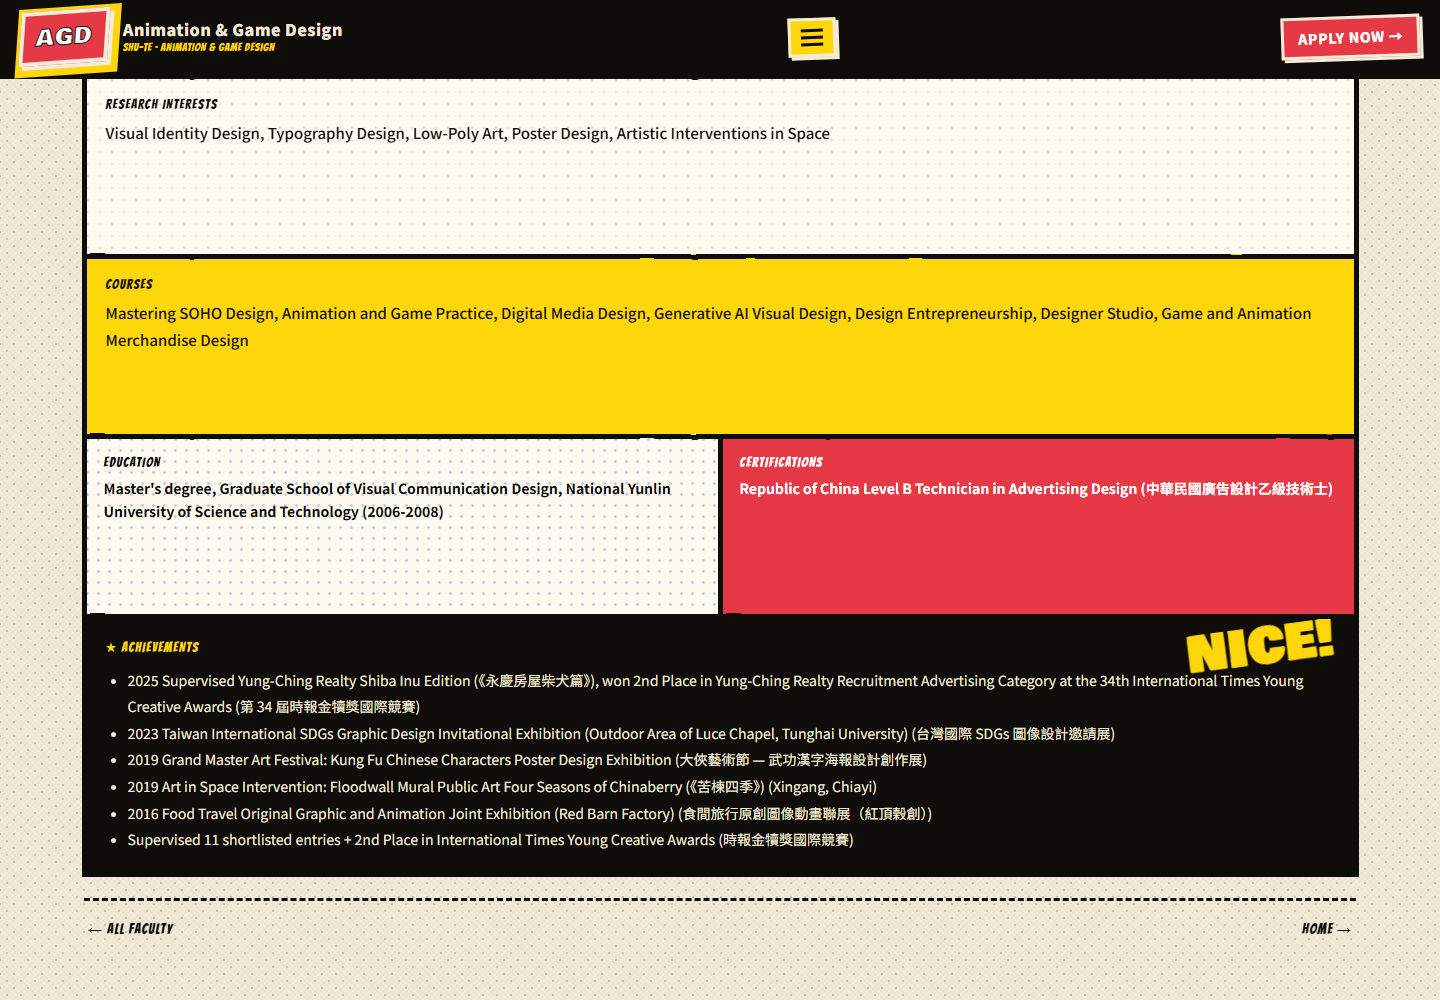 AGD
Animation & Game Design
SHU-TE · ANIMATION & GAME DESIGN
APPLY NOW →
RESEARCH INTERESTS
Visual Identity Design, Typography Design, Low-Poly Art, Poster Design, Artistic Interventions in Space
COURSES
Mastering SOHO Design, Animation and Game Practice, Digital Media Design, Generative AI Visual Design, Design Entrepreneurship, Designer Studio, Game and Animation
Merchandise Design
EDUCATION
Master's degree, Graduate School of Visual Communication Design, National Yunlin
University of Science and Technology (2006-2008)
CERTIFICATIONS
Republic of China Level B Technician in Advertising Design (中華民國廣告設計乙級技術士)
★ ACHIEVEMENTS
NICE!
• 2025 Supervised Yung-Ching Realty Shiba Inu Edition (《永慶房屋柴犬篇》), won 2nd Place in Yung-Ching Realty Recruitment Advertising Category at the 34th International Times Young
Creative Awards (第 34 屆時報金犢獎國際競賽)
• 2023 Taiwan International SDGs Graphic Design Invitational Exhibition (Outdoor Area of Luce Chapel, Tunghai University) (台灣國際 SDGs 圖像設計邀請展)
• 2019 Grand Master Art Festival: Kung Fu Chinese Characters Poster Design Exhibition (大俠藝術節 — 武功漢字海報設計創作展)
• 2019 Art in Space Intervention: Floodwall Mural Public Art Four Seasons of Chinaberry (《苦楝四季》) (Xingang, Chiayi)
• 2016 Food Travel Original Graphic and Animation Joint Exhibition (Red Barn Factory) (食間旅行原創圖像動畫聯展（紅頂穀創）)
• Supervised 11 shortlisted entries + 2nd Place in International Times Young Creative Awards (時報金犢獎國際競賽)
← ALL FACULTY
HOME →